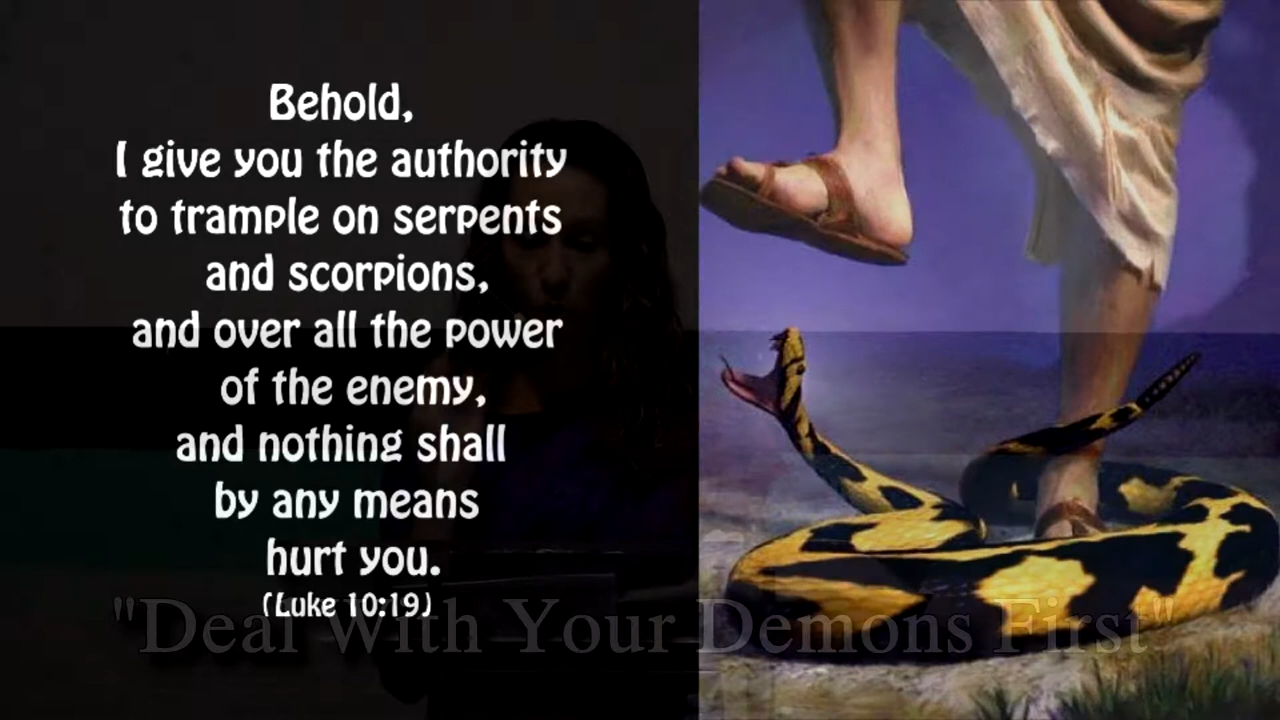 Behold,
I give you the authority
to trample on serpents
and scorpions,
and over all the power
of the enemy,
and nothing shall
by any means
hurt you.
(Luke 10:19)
"Deal With Your Demons First"